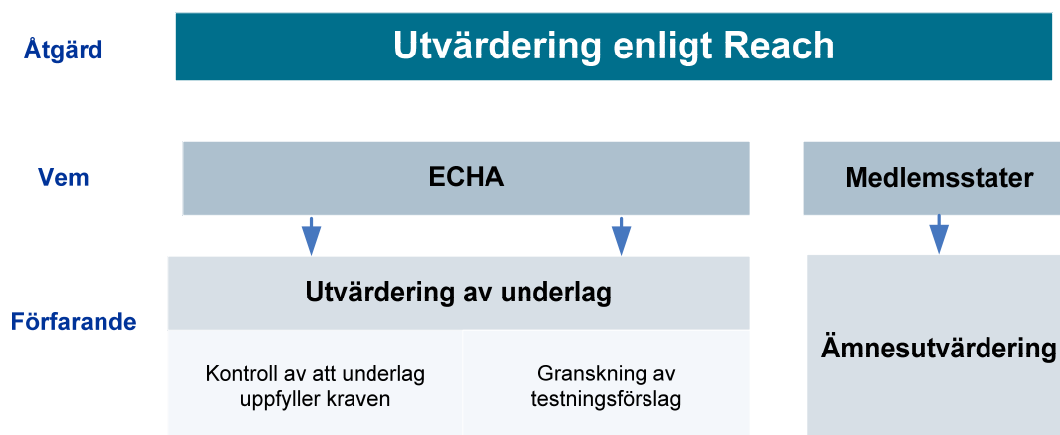 Åtgärd
Utvärdering enligt Reach
Vem
ECHA
Medlemsstater
Förfarande
Utvärdering av underlag
Kontroll av att underlag
uppfyller kraven
Granskning av
testningsförslag
Ämnesutvärdering